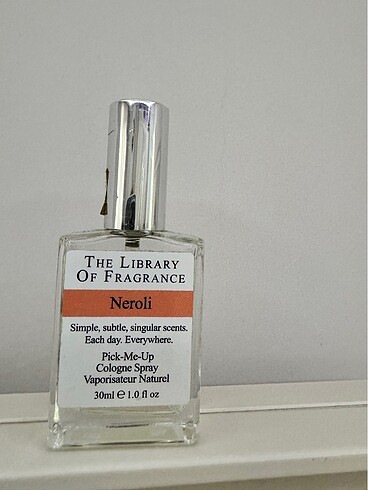 THE LIBRARY
OF FRAGRANCE
Neroli
Simple, subtle, singular scents.
Each day. Everywhere.
Pick-Me-Up
Cologne Spray
Vaporisateur Naturel
30ml ℮ 1.0 fl oz